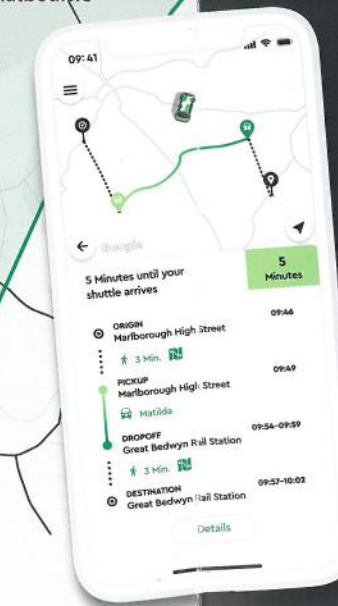 09:41
Google
5 Minutes until your
shuttle arrives
5
Minutes
ORIGIN
Marlborough High Street
09:46
3 Min.
PICKUP
Marlborough High Street
09:49
Matilda
DROPOFF
Great Bedwyn Rail Station
09:54-09:59
3 Min.
DESTINATION
Great Bedwyn Rail Station
09:57-10:02
Details